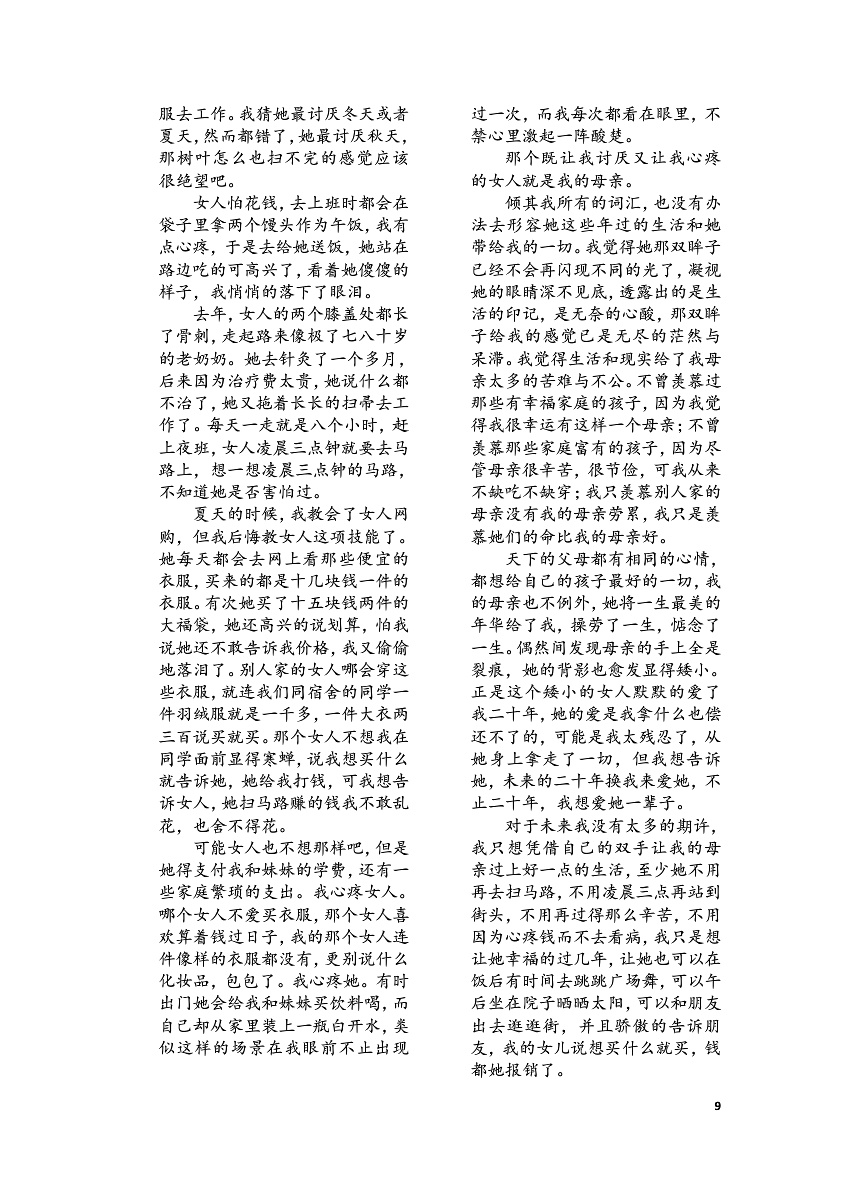 服去工作。我猜她最讨厌冬天或者
夏天，然而都错了，她最讨厌秋天，
那树叶怎么也扫不完的感觉应该
很绝望吧。
女人怕花钱，去上班时都会在
袋子里拿两个馒头作为午饭，我有
点心疼，于是去给她送饭，她站在
路边吃的可高兴了，看着她傻傻的
样子，我悄悄的落下了眼泪。
去年，女人的两个膝盖处都长
了骨刺，走起路来像极了七八十岁
的老奶奶。她去针灸了一个多月，
后来因为治疗费太贵，她说什么都
不治了，她又拖着长长的扫帚去工
作了。每天一走就是八个小时，赶
上夜班，女人凌晨三点钟就要去马
路上，想一想凌晨三点钟的马路，
不知道她是否害怕过。
夏天的时候，我教会了女人网
购，但我后悔教女人这项技能了。
她每天都会去网上看那些便宜的
衣服，买来的都是十几块钱一件的
衣服。有次她买了十五块钱两件的
大福袋，她还高兴的说划算，怕我
说她还不敢告诉我价格，我又偷偷
地落泪了。别人家的女人哪会穿这
些衣服，就连我们同宿舍的同学一
件羽绒服就是一千多，一件大衣两
三百说买就买。那个女人不想我在
同学面前显得寒蝉，说我想买什么
就告诉她，她给我打钱，可我想告
诉女人，她扫马路赚的钱我不敢乱
花，也舍不得花。
可能女人也不想那样吧，但是
她得支付我和妹妹的学费，还有一
些家庭繁琐的支出。我心疼女人。
哪个女人不爱买衣服，那个女人喜
欢算着钱过日子，我的那个女人连
件像样的衣服都没有，更别说什么
化妆品，包包了。我心疼她。有时
出门她会给我和妹妹买饮料喝，而
自己却从家里装上一瓶白开水，类
似这样的场景在我眼前不止出现
过一次，而我每次都看在眼里，不
禁心里激起一阵酸楚。
那个既让我讨厌又让我心疼
的女人就是我的母亲。
倾其我所有的词汇，也没有办
法去形容她这些年过的生活和她
带给我的一切。我觉得她那双眸子
已经不会再闪现不同的光了，凝视
她的眼睛深不见底，透露出的是生
活的印记，是无奈的心酸，那双眸
子给我的感觉已是无尽的茫然与
呆滞。我觉得生活和现实给了我母
亲太多的苦难与不公。不曾羡慕过
那些有幸福家庭的孩子，因为我觉
得我很幸运有这样一个母亲；不曾
羡慕那些家庭富有的孩子，因为尽
管母亲很辛苦，很节俭，可我从来
不缺吃不缺穿；我只羡慕别人家的
母亲没有我的母亲劳累，我只是羡
慕她们的命比我的母亲好。
天下的父母都有相同的心情，
都想给自己的孩子最好的一切，我
的母亲也不例外，她将一生最美的
年华给了我，操劳了一生，惦念了
一生。偶然间发现母亲的手上全是
裂痕，她的背影也愈发显得矮小。
正是这个矮小的女人默默的爱了
我二十年，她的爱是我拿什么也偿
还不了的，可能是我太残忍了，从
她身上拿走了一切，但我想告诉
她，未来的二十年换我来爱她，不
止二十年，我想爱她一辈子。
对于未来我没有太多的期许，
我只想凭借自己的双手让我的母
亲过上好一点的生活，至少她不用
再去扫马路，不用凌晨三点再站到
街头，不用再过得那么辛苦，不用
因为心疼钱而不去看病，我只是想
让她幸福的过几年，让她也可以在
饭后有时间去跳跳广场舞，可以午
后坐在院子晒晒太阳，可以和朋友
出去逛逛街，并且骄傲的告诉朋
友，我的女儿说想买什么就买，钱
都她报销了。
9